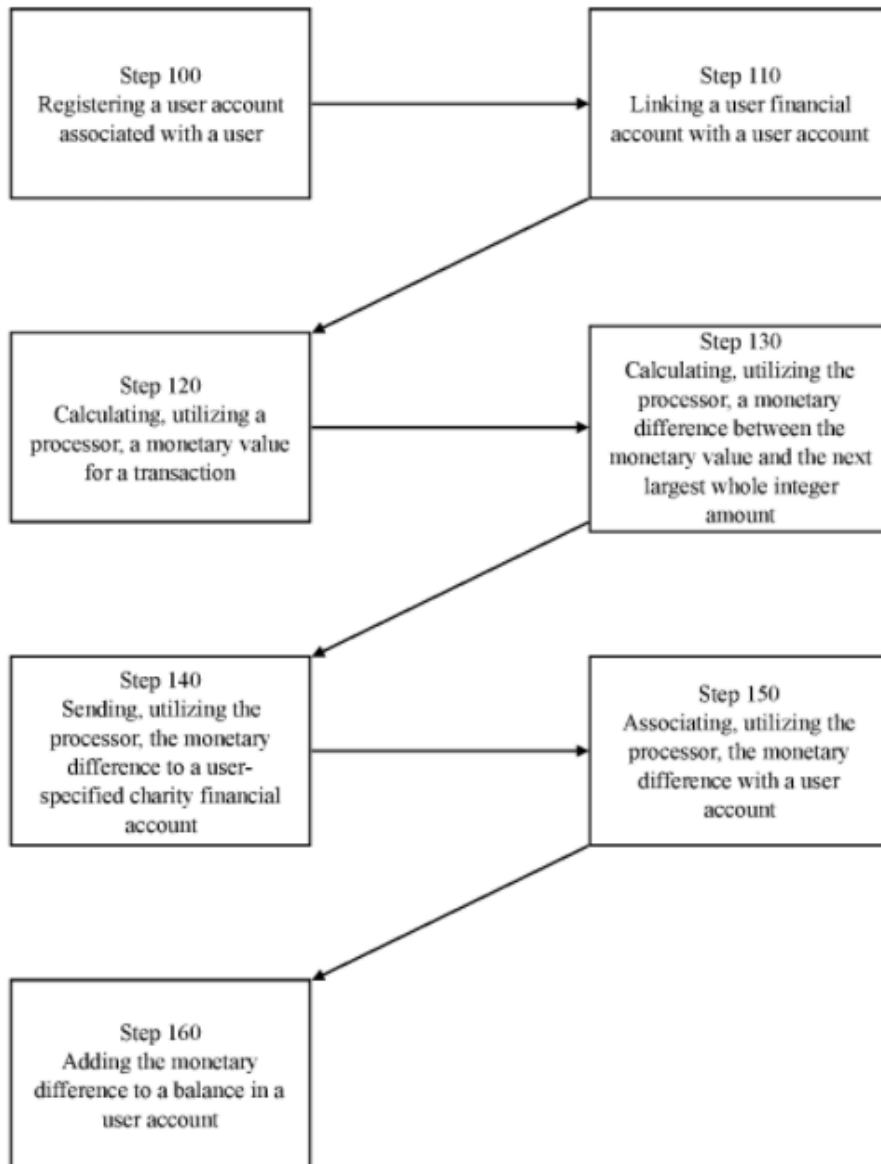 Step 100
Registering a user account
associated with a user
Step 110
Linking a user financial
account with a user account
Step 120
Calculating, utilizing a
processor, a monetary value
for a transaction
Step 130
Calculating, utilizing the
processor, a monetary
difference between the
monetary value and the next
largest whole integer
amount
Step 140
Sending, utilizing the
processor, the monetary
difference to a user-
specified charity financial
account
Step 150
Associating, utilizing the
processor, the monetary
difference with a user
account
Step 160
Adding the monetary
difference to a balance in a
user account